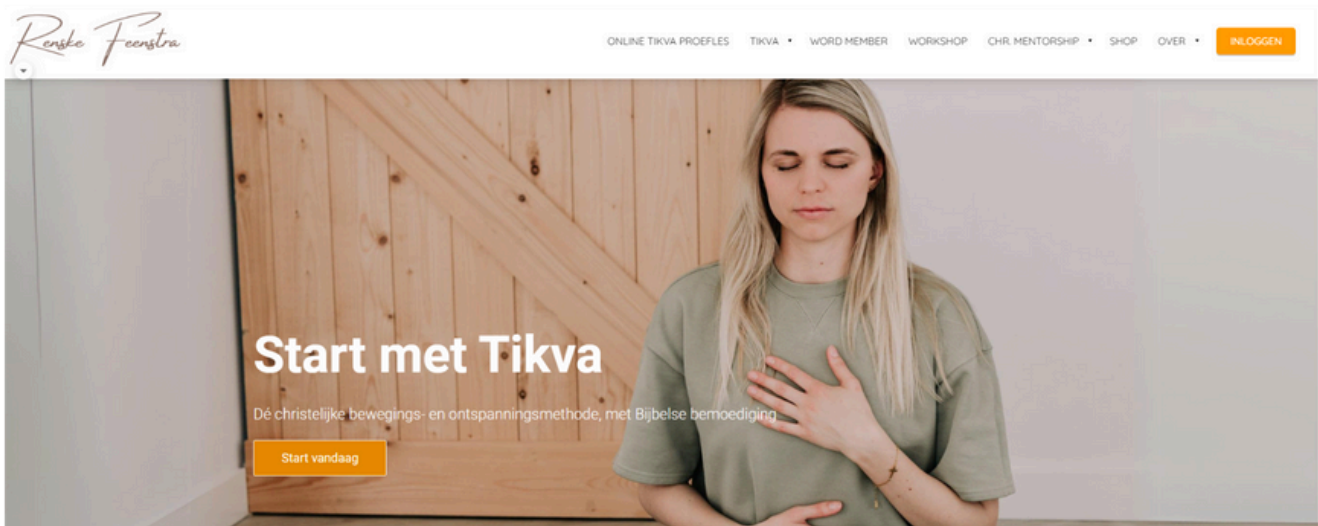 Renske Feenstra
ONLINE TIKVA PROEFLES TIKVA WORD MEMBER WORKSHOP CHR. MENTORSHIP SHOP OVER INLOGGEN
Start met Tikva
Dé christelijke bewegings- en ontspanningsmethode, met Bijbelse bemoediging
Start vandaag